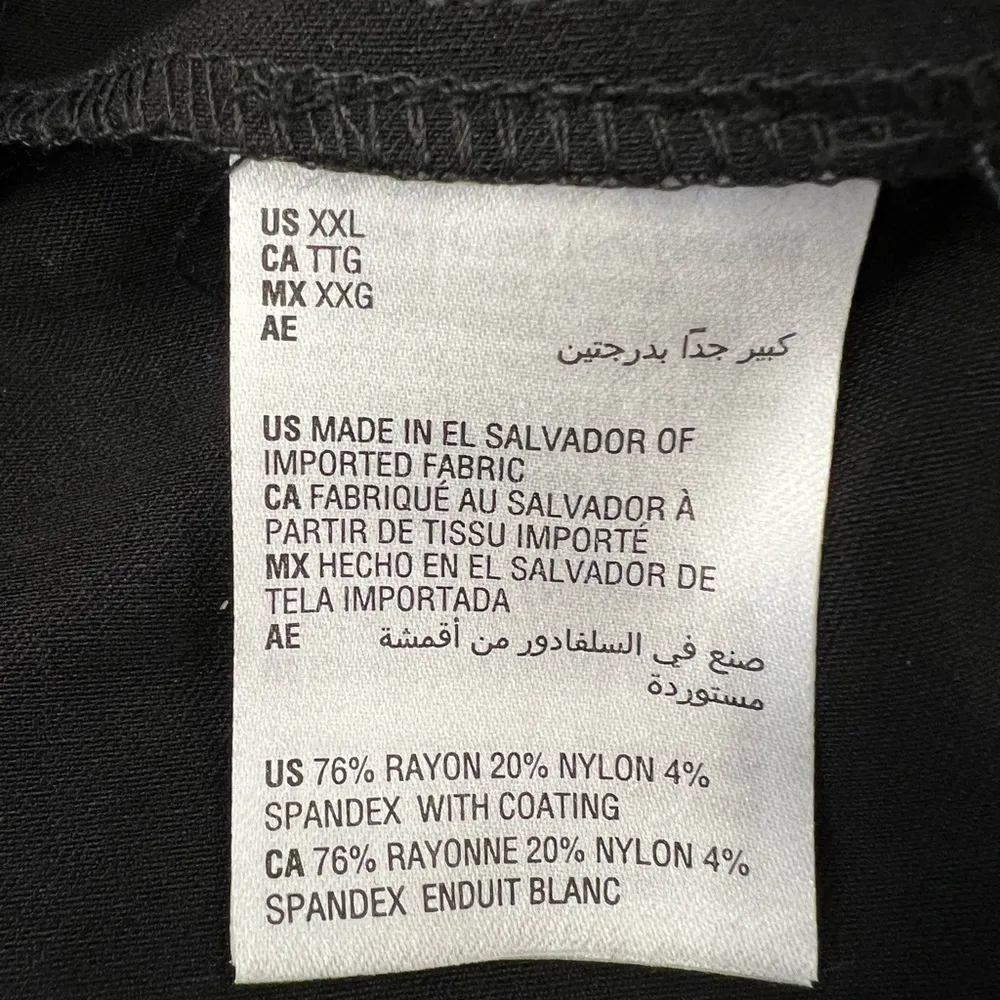 US XXL
CA TTG
MX XXG
AE
كبير جدًا بدرجتين
US MADE IN EL SALVADOR OF
IMPORTED FABRIC
CA FABRIQUÉ AU SALVADOR À
PARTIR DE TISSU IMPORTÉ
MX HECHO EN EL SALVADOR DE
TELA IMPORTADA
AE صنع في السلفادور من أقمشة
مستوردة
US 76% RAYON 20% NYLON 4%
SPANDEX WITH COATING
CA 76% RAYONNE 20% NYLON 4%
SPANDEX ENDUIT BLANC